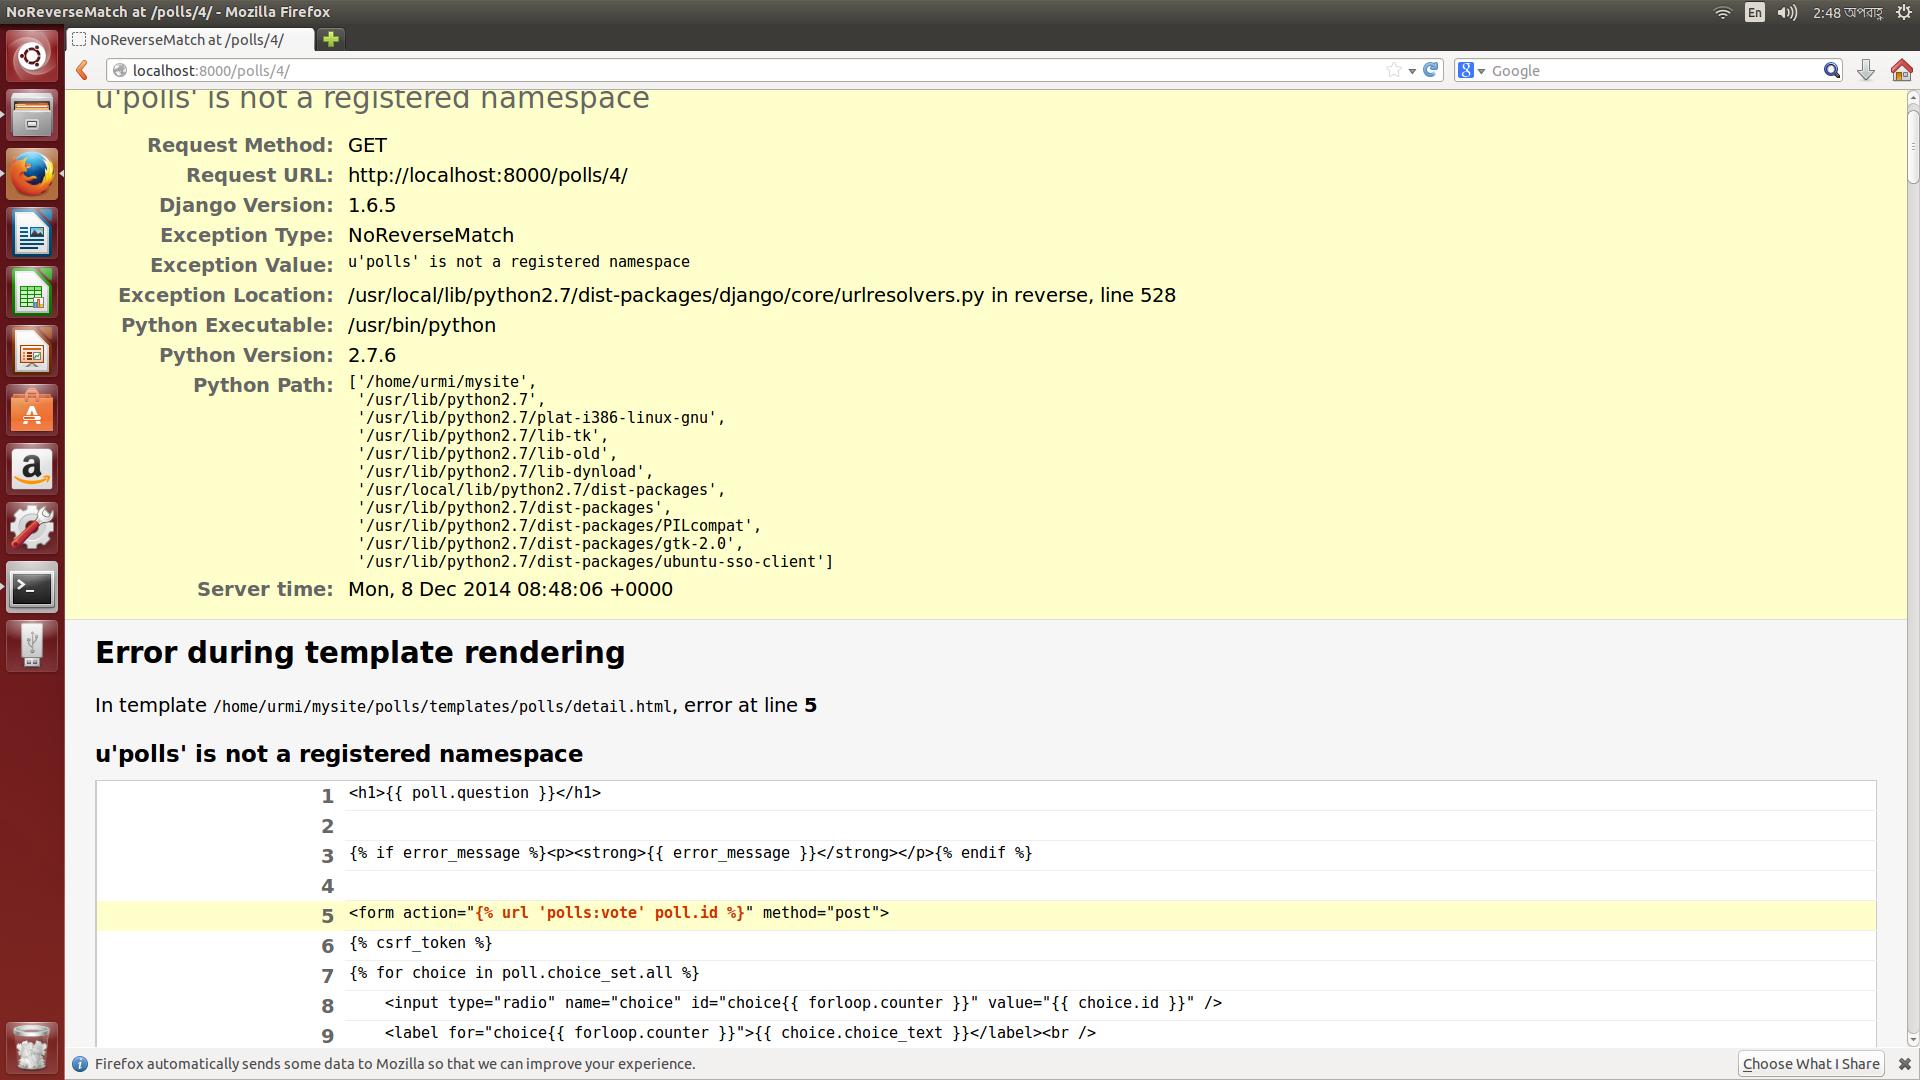 NoReverseMatch at /polls/4/ - Mozilla Firefox
En
2:48 অপরাহ্ণ
NoReverseMatch at /polls/4/
localhost:8000/polls/4/
8
Google
u'polls' is not a registered namespace
Request Method: GET
Request URL: http://localhost:8000/polls/4/
Django Version: 1.6.5
Exception Type: NoReverseMatch
Exception Value: u'polls' is not a registered namespace
Exception Location: /usr/local/lib/python2.7/dist-packages/django/core/urlresolvers.py in reverse, line 528
Python Executable: /usr/bin/python
Python Version: 2.7.6
Python Path: ['/home/urmi/mysite',
'/usr/lib/python2.7',
'/usr/lib/python2.7/plat-i386-linux-gnu',
'/usr/lib/python2.7/lib-tk',
'/usr/lib/python2.7/lib-old',
'/usr/lib/python2.7/lib-dynload',
'/usr/local/lib/python2.7/dist-packages',
'/usr/lib/python2.7/dist-packages',
'/usr/lib/python2.7/dist-packages/PILcompat',
'/usr/lib/python2.7/dist-packages/gtk-2.0',
'/usr/lib/python2.7/dist-packages/ubuntu-sso-client']
Server time: Mon, 8 Dec 2014 08:48:06 +0000
Error during template rendering
In template /home/urmi/mysite/polls/templates/polls/detail.html, error at line 5
u'polls' is not a registered namespace
1 <h1>{{ poll.question }}</h1>
2
3 {% if error_message %}<p><strong>{{ error_message }}</strong></p>{% endif %}
4
5 <form action="{% url 'polls:vote' poll.id %}" method="post">
6 {% csrf_token %}
7 {% for choice in poll.choice_set.all %}
8 <input type="radio" name="choice" id="choice{{ forloop.counter }}" value="{{ choice.id }}" />
9 <label for="choice{{ forloop.counter }}">{{ choice.choice_text }}</label><br />
Firefox automatically sends some data to Mozilla so that we can improve your experience.
Choose What I Share